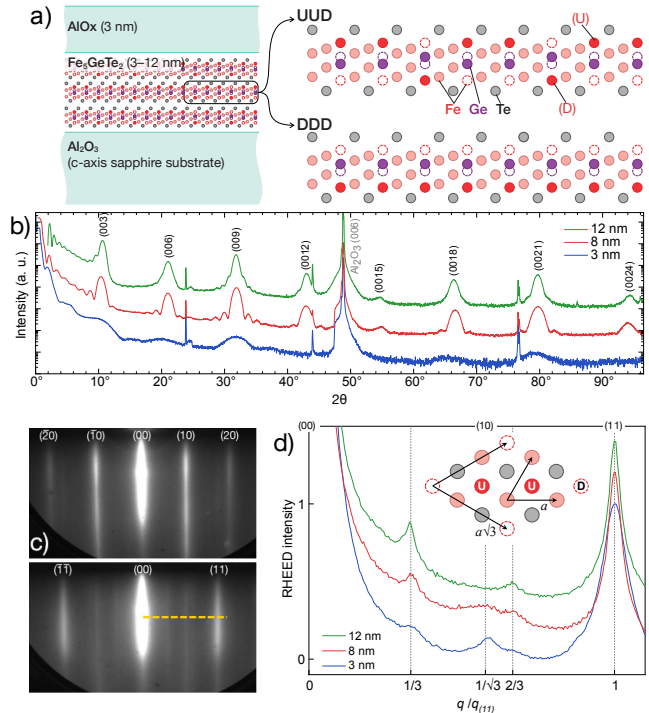 a)
AlOx (3 nm)
Fe₅GeTe₂ (3–12 nm)
Al₂O₃
(c-axis sapphire substrate)
UUD
(U)
Fe
Ge
Te
(D)
DDD
b)
Intensity (a. u.)
(003)
(006)
(009)
(0012)
Al₂O₃ (006)
(0015)
(0018)
(0021)
(0024)
12 nm
8 nm
3 nm
0 10 20 30 40 50 60 70 80 90
2θ
c)
(2̄0) (1̄0) (00) (10) (20)
(1̄1̄) (00) (11)
d)
(00) (10) (11)
RHEED intensity
1
0
U U D
a
a√3
12 nm
8 nm
3 nm
0 1/3 1/√3 2/3 1
q /q(11)